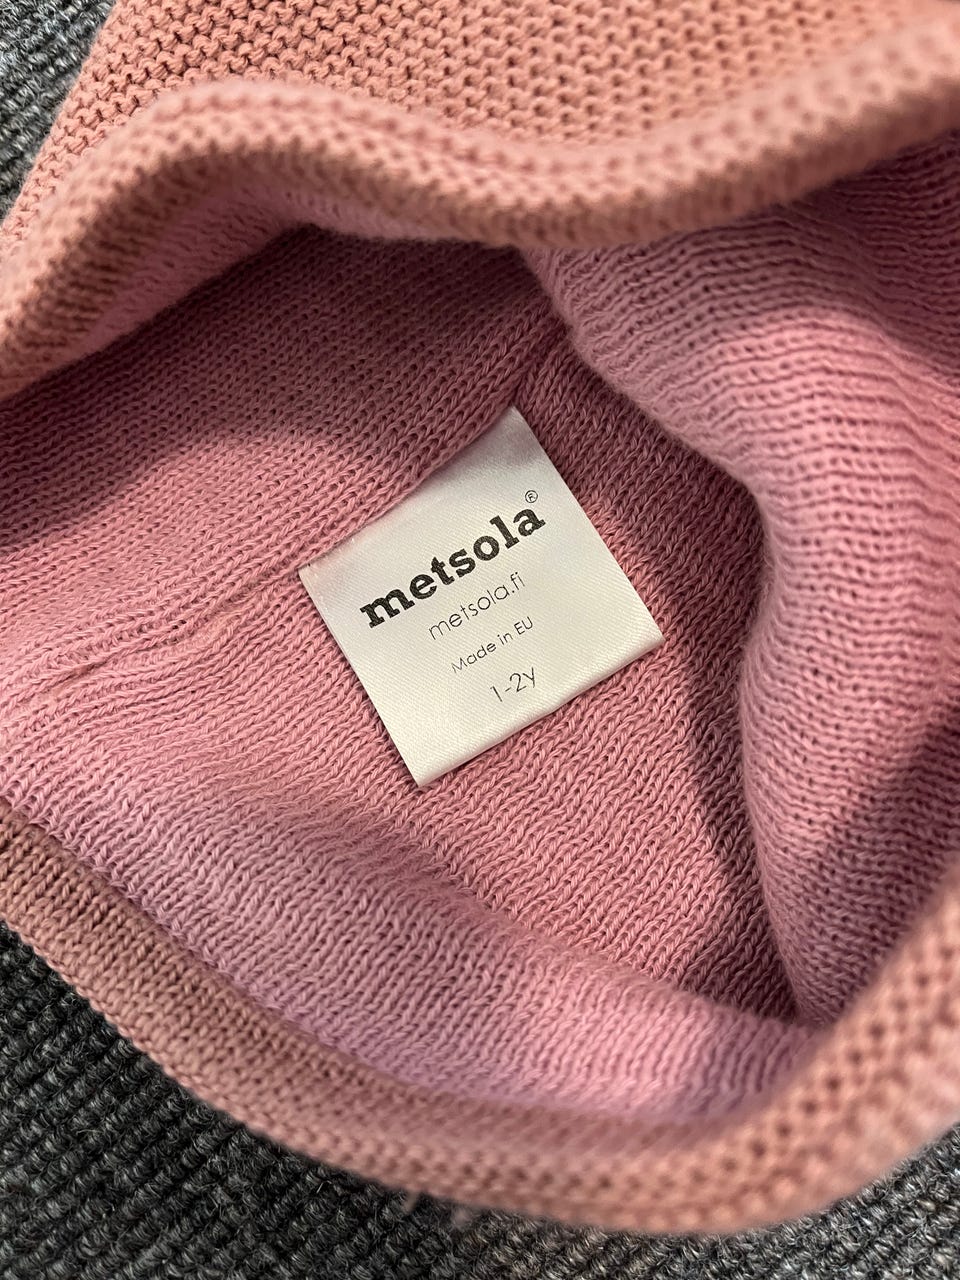 metsola®
metsola.fi
Made in EU
1-2y